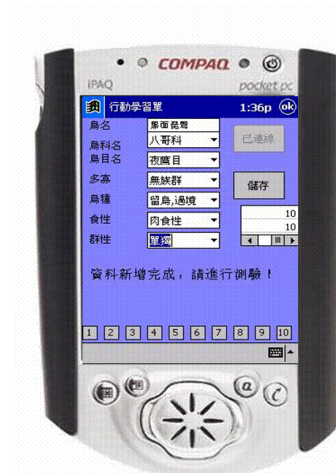 COMPAQ
iPAQ pocket pc
行動學習單 1:36p ok
鳥名 黑面琵鷺
鳥科名 八哥科 已連線
鳥目名 夜鷹目
多寡 無族群 儲存
鳥種 留鳥,過境
食性 肉食性 10
10
群性 單獨
資料新增完成，請進行測驗！
1 2 3 4 5 6 7 8 9 10